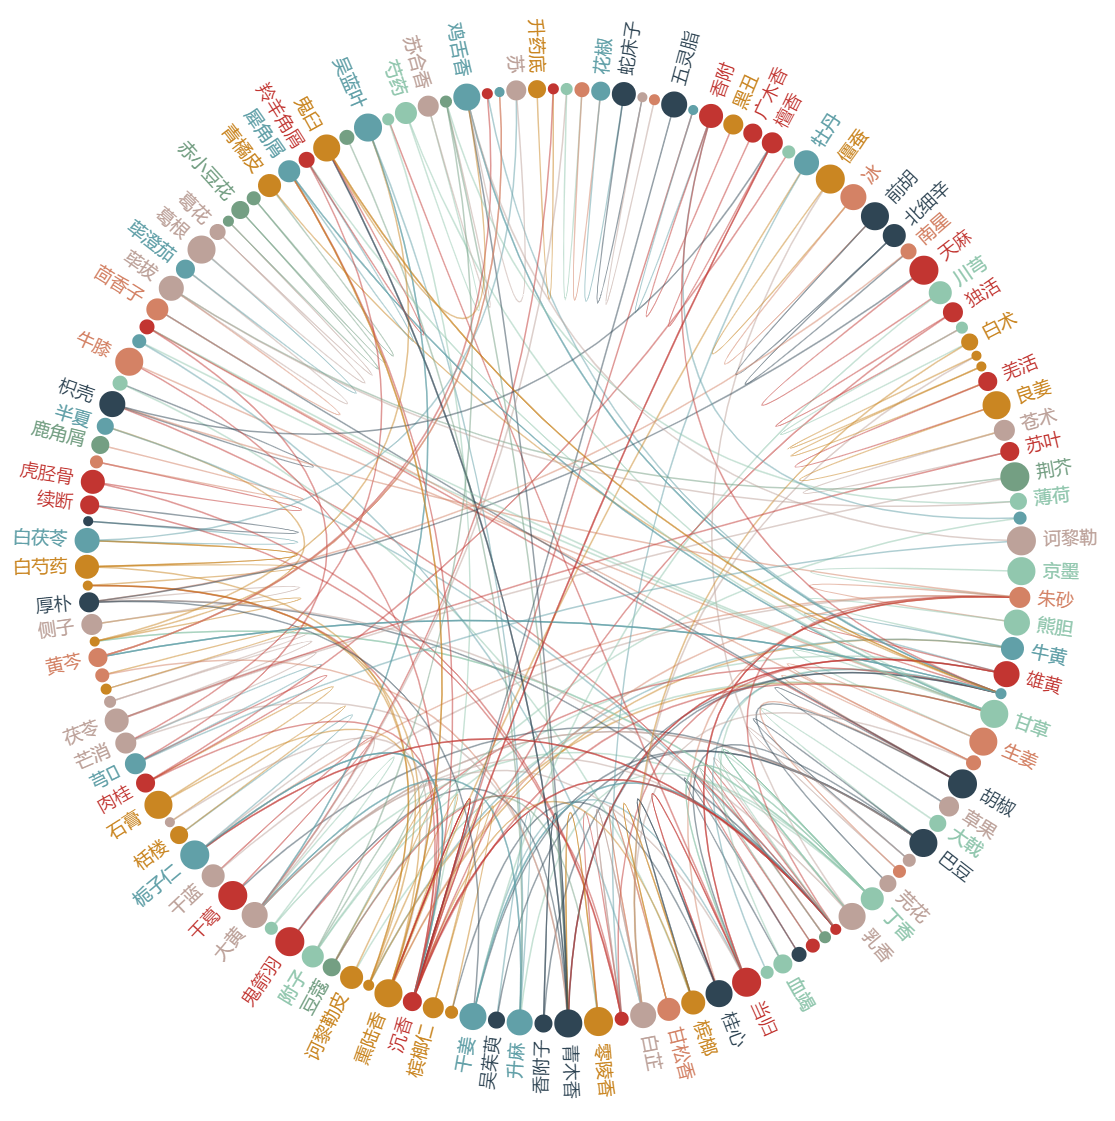 升药底
花椒
蛇床子
五灵脂
香附
黑丑
广木香
檀香
牡丹
僵蚕
冰
前胡
北细辛
南星
天麻
川芎
独活
白术
羌活
良姜
苍术
苏叶
荆芥
薄荷
诃黎勒
京墨
朱砂
熊胆
牛黄
雄黄
甘草
生姜
胡椒
草果
大戟
巴豆
芫花
丁香
乳香
血竭
当归
桂心
槟榔
甘松香
白芷
零陵香
青木香
香附子
升麻
吴茱萸
干姜
槟榔仁
沉香
熏陆香
诃黎勒皮
豆蔻
附子
鬼箭羽
大黄
干葛
干蓝
栀子仁
栝楼
石膏
肉桂
芎口
芒消
茯苓
黄芩
侧子
厚朴
白芍药
白茯苓
续断
虎胫骨
鹿角屑
半夏
枳壳
牛膝
茴香子
荜拔
荜澄茄
葛根
葛花
赤小豆花
青橘皮
犀角屑
羚羊角屑
鬼臼
吴蓝叶
芍药
苏合香
鸡舌香
苏